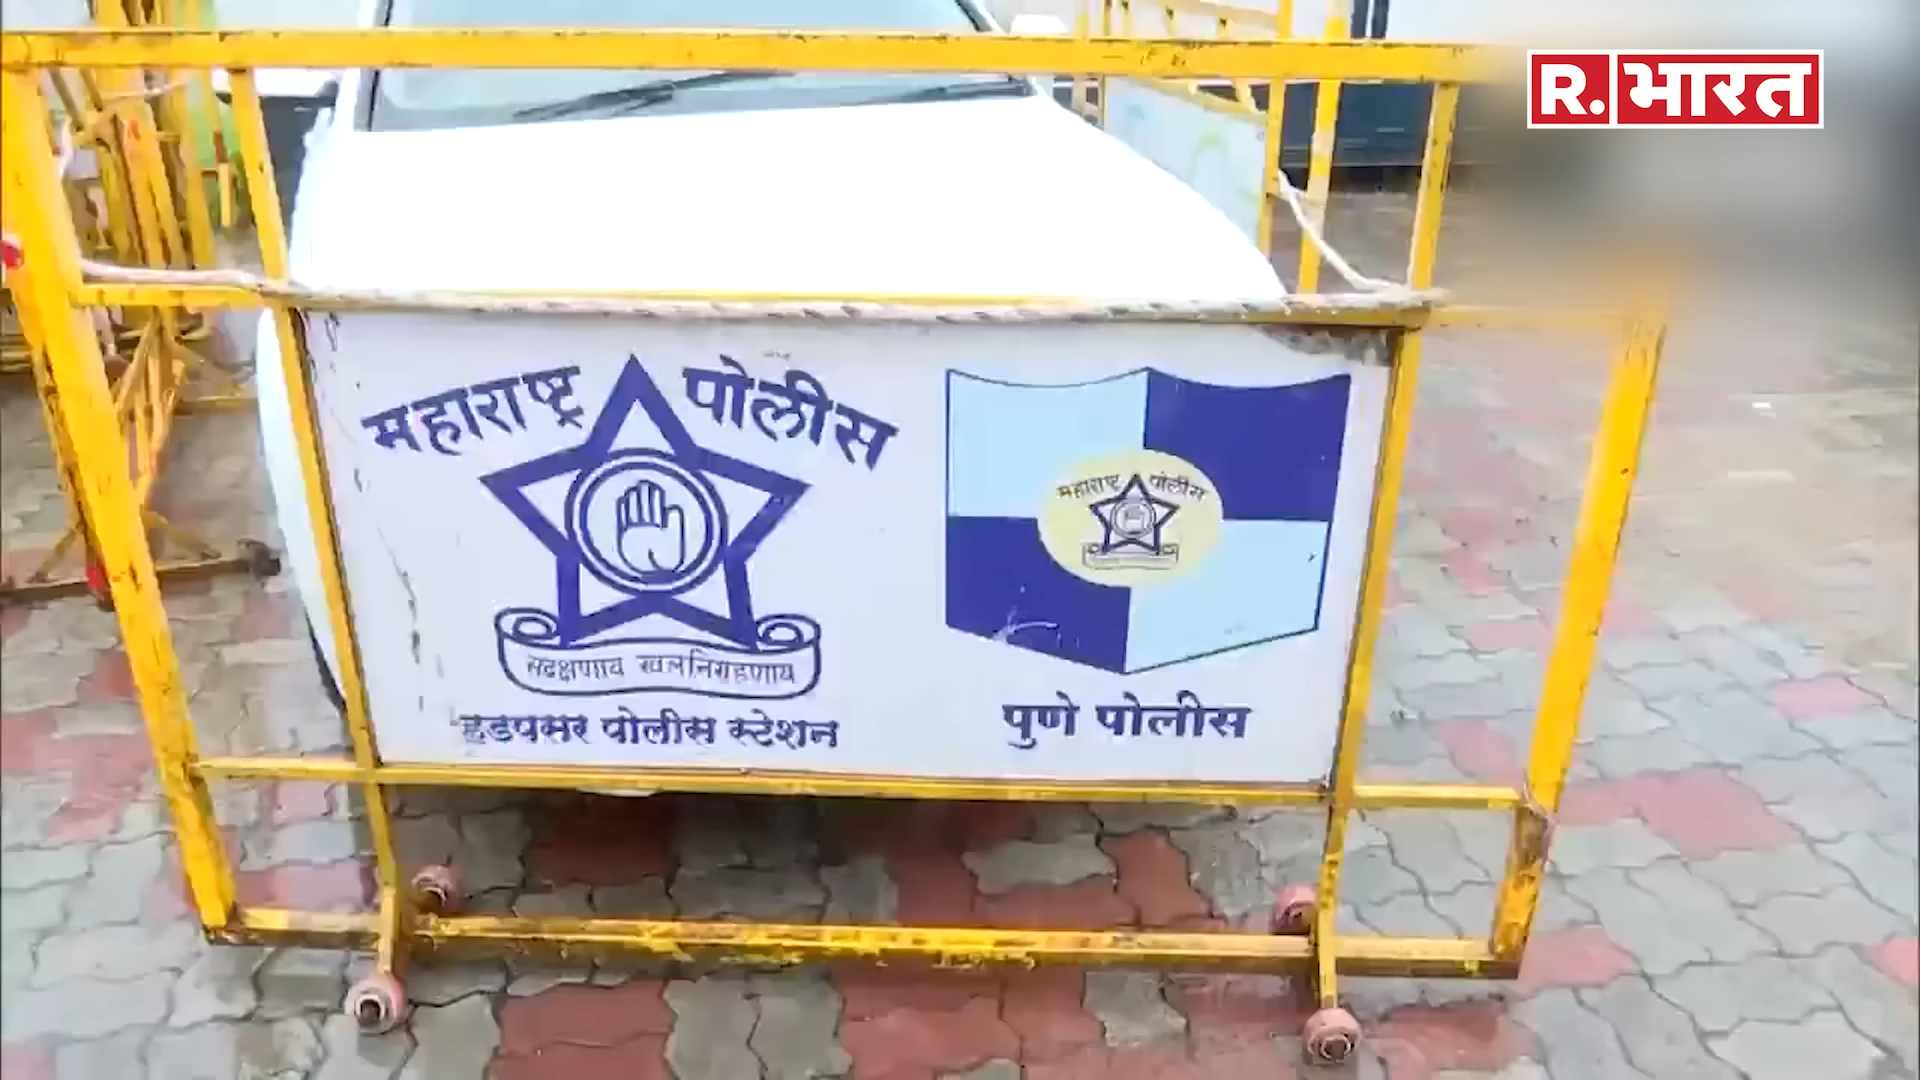 R. भारत
महाराष्ट्र पोलीस
सद्रक्षणाय खलनिग्रहणाय
हडपसर पोलीस स्टेशन
महाराष्ट्र पोलीस
पुणे पोलीस